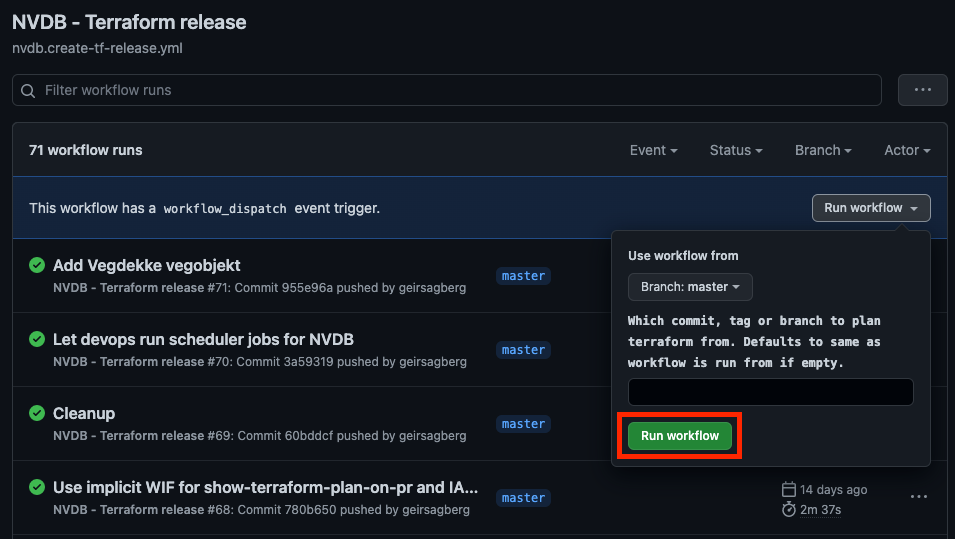 NVDB - Terraform release
nvdb.create-tf-release.yml
Filter workflow runs
71 workflow runs
Event
Status
Branch
Actor
This workflow has a workflow_dispatch event trigger.
Run workflow
Use workflow from
Branch: master
Which commit, tag or branch to plan
terraform from. Defaults to same as
workflow is run from if empty.
Run workflow
Add Vegdekke vegobjekt
NVDB - Terraform release #71: Commit 955e96a pushed by geirsagberg
master
Let devops run scheduler jobs for NVDB
NVDB - Terraform release #70: Commit 3a59319 pushed by geirsagberg
master
Cleanup
NVDB - Terraform release #69: Commit 60bddcf pushed by geirsagberg
master
Use implicit WIF for show-terraform-plan-on-pr and IA...
NVDB - Terraform release #68: Commit 780b650 pushed by geirsagberg
master
14 days ago
2m 37s